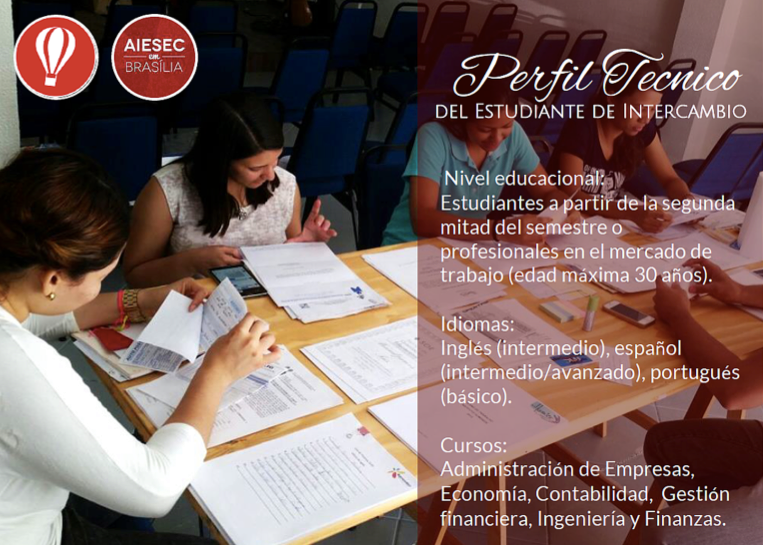 AIESEC
em
BRASÍLIA
Perfil Tecnico
DEL ESTUDIANTE DE INTERCAMBIO
Nivel educacional:
Estudiantes a partir de la segunda
mitad del semestre o
profesionales en el mercado de
trabajo (edad máxima 30 años).
Idiomas:
Inglés (intermedio), español
(intermedio/avanzado), portugués
(básico).
Cursos:
Administración de Empresas,
Economía, Contabilidad, Gestión
financiera, Ingeniería y Finanzas.